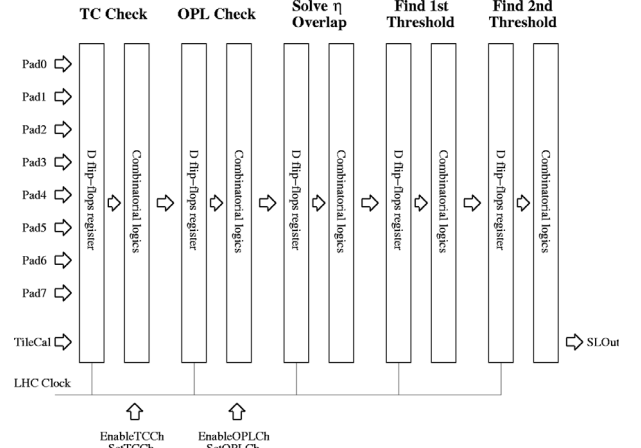 TC Check
OPL Check
Solve η
Overlap
Find 1st
Threshold
Find 2nd
Threshold
Pad0
Pad1
Pad2
Pad3
Pad4
Pad5
Pad6
Pad7
TileCal
D flip-flops register
Combinatorial logics
D flip-flops register
Combinatorial logics
D flip-flops register
Combinatorial logics
D flip-flops register
Combinatorial logics
D flip-flops register
Combinatorial logics
SLOut
LHC Clock
EnableTCCh
SetTCCh
EnableOPLCh
SetOPLCh